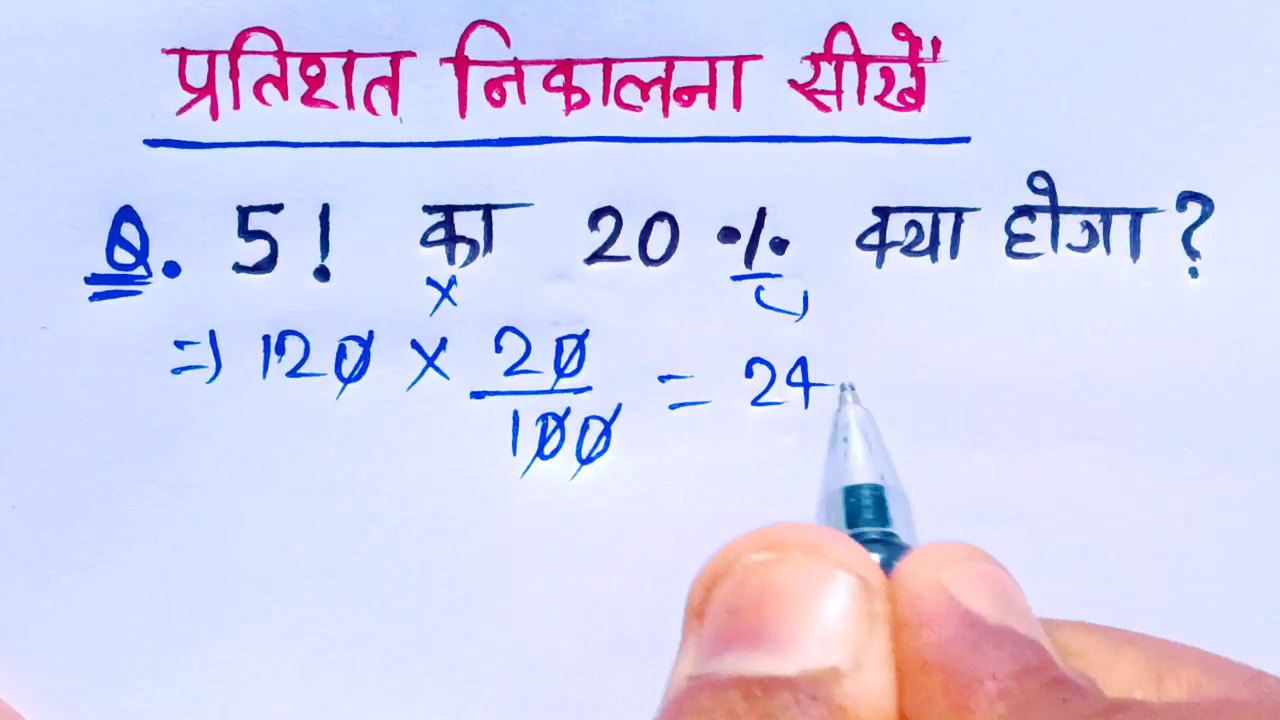 प्रतिशत निकालना सीखें
Q. 5! का 20 % क्या होगा ?
×
=) 120 × 20/100 = 24